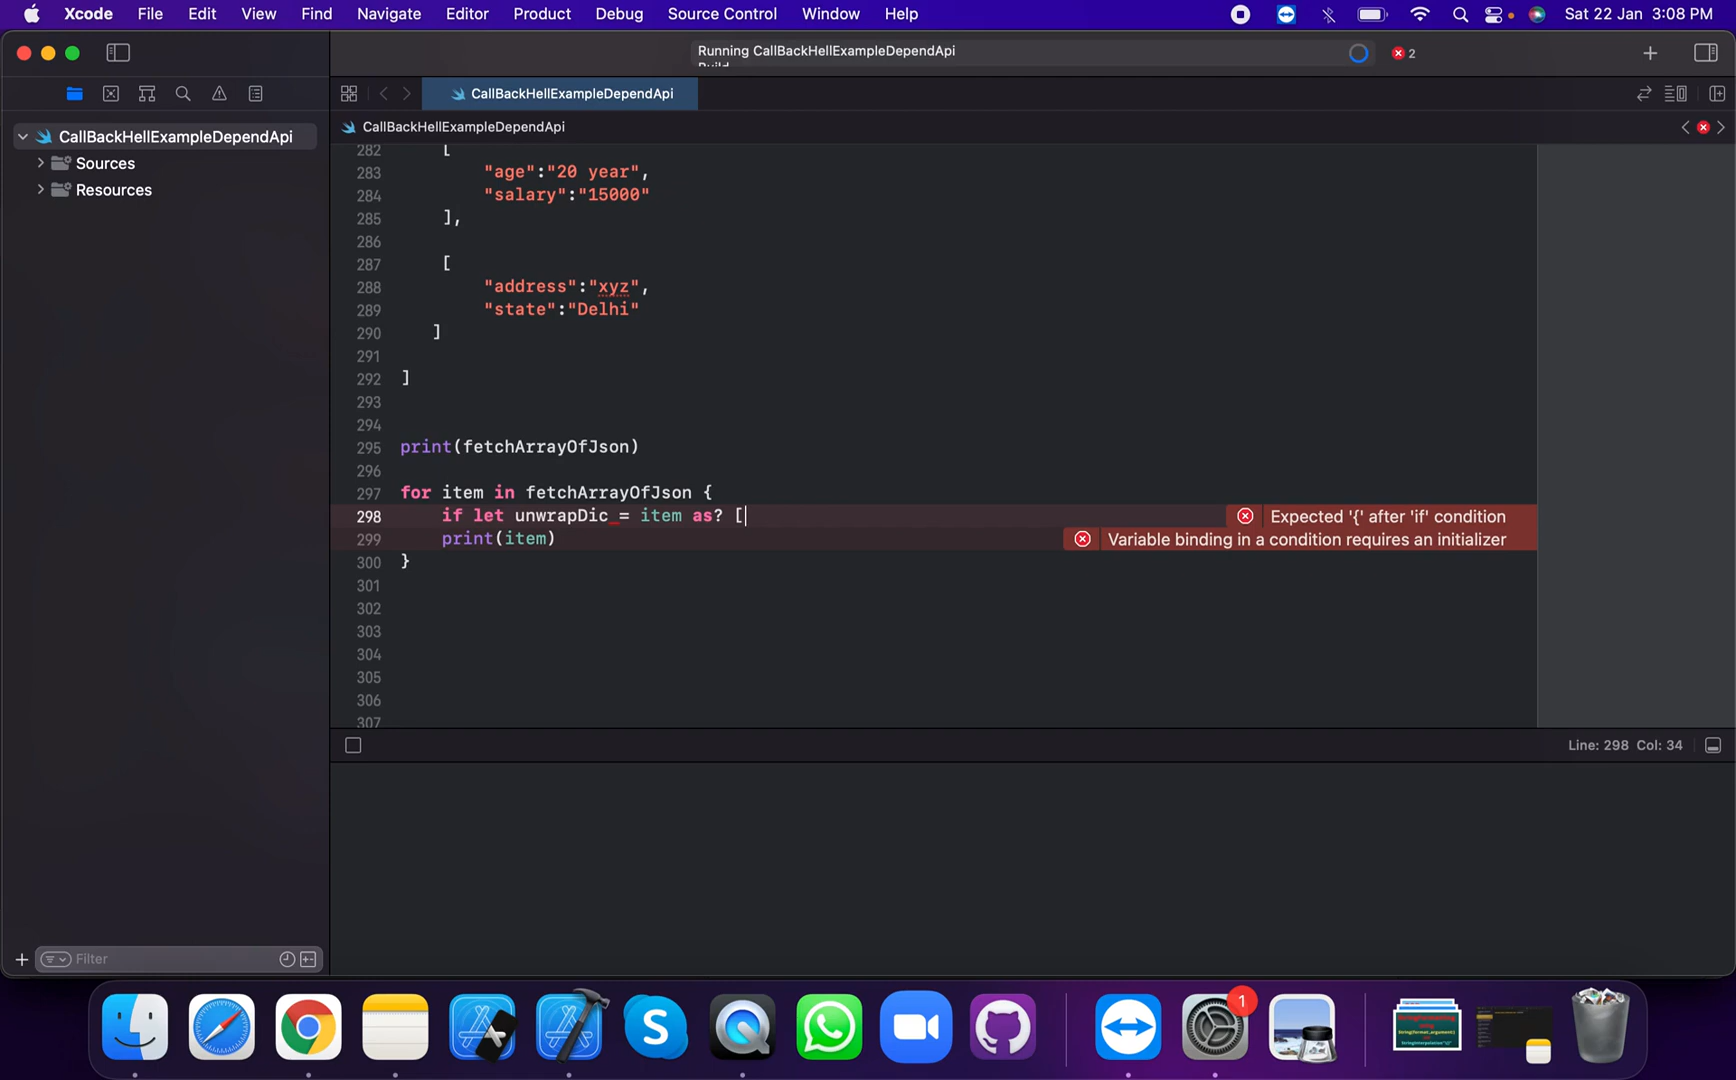 Xcode File Edit View Find Navigate Editor Product Debug Source Control Window Help Sat 22 Jan 3:08 PM
Running CallBackHellExampleDependApi
Build
2
CallBackHellExampleDependApi
CallBackHellExampleDependApi
CallBackHellExampleDependApi
Sources
Resources
282 [
283 "age":"20 year",
284 "salary":"15000"
285 ],
286
287 [
288 "address":"xyz",
289 "state":"Delhi"
290 ]
291
292 ]
293
294
295 print(fetchArrayOfJson)
296
297 for item in fetchArrayOfJson {
298 if let unwrapDic = item as? [ Expected '{' after 'if' condition
299 print(item) Variable binding in a condition requires an initializer
300 }
301
302
303
304
305
306
307
Line: 298 Col: 34
Filter
1